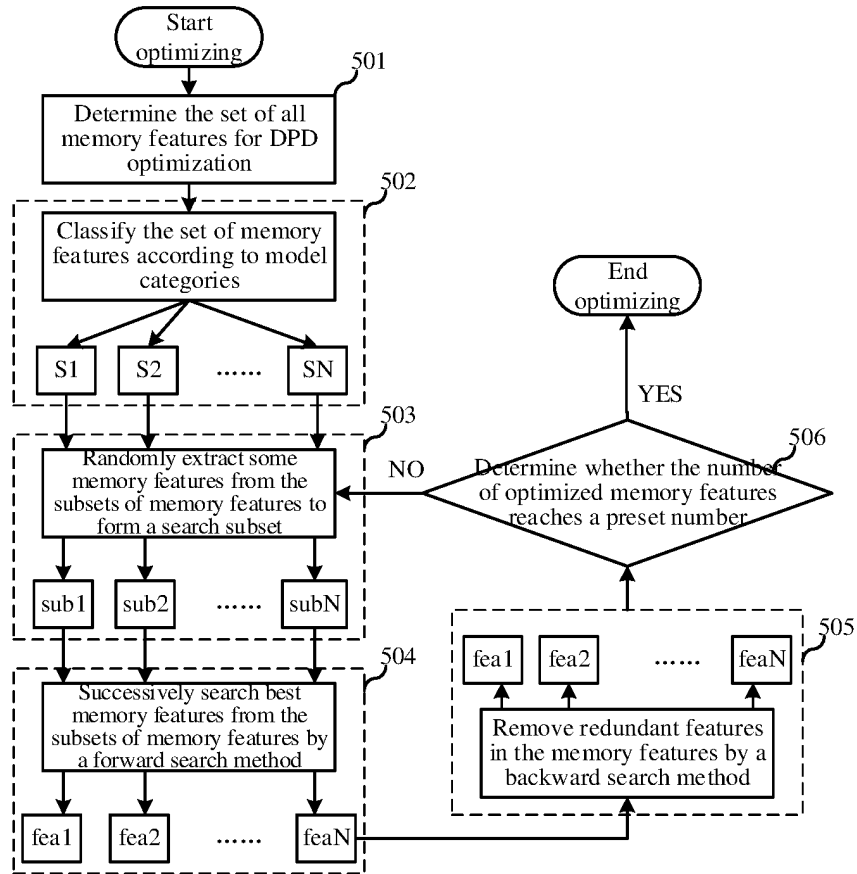 Start
optimizing
501
Determine the set of all
memory features for DPD
optimization
502
Classify the set of memory
features according to model
categories
S1
S2
......
SN
503
Randomly extract some
memory features from the
subsets of memory features to
form a search subset
sub1
sub2
......
subN
504
Successively search best
memory features from the
subsets of memory features by
a forward search method
fea1
fea2
......
feaN
505
fea1
fea2
......
feaN
Remove redundant features
in the memory features by a
backward search method
506
Determine whether the number
of optimized memory features
reaches a preset number
NO
YES
End
optimizing